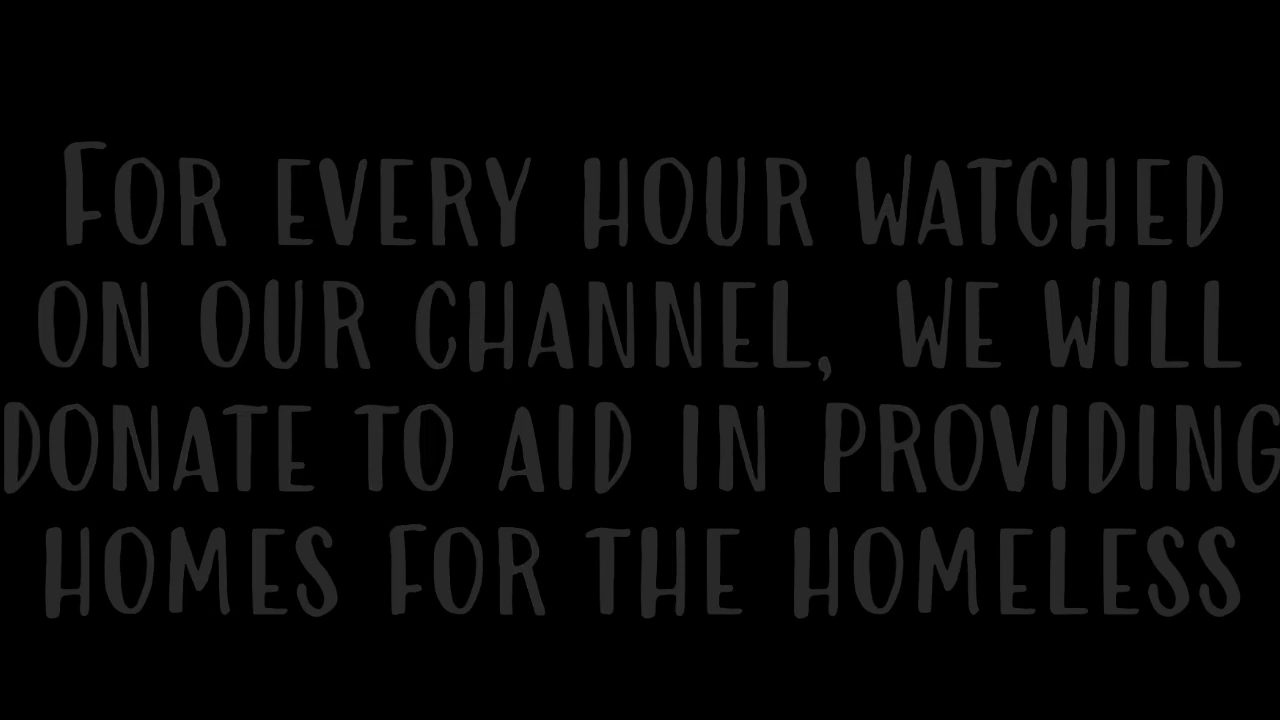 For every hour watched
on our channel, we will
donate to aid in providing
homes for the homeless